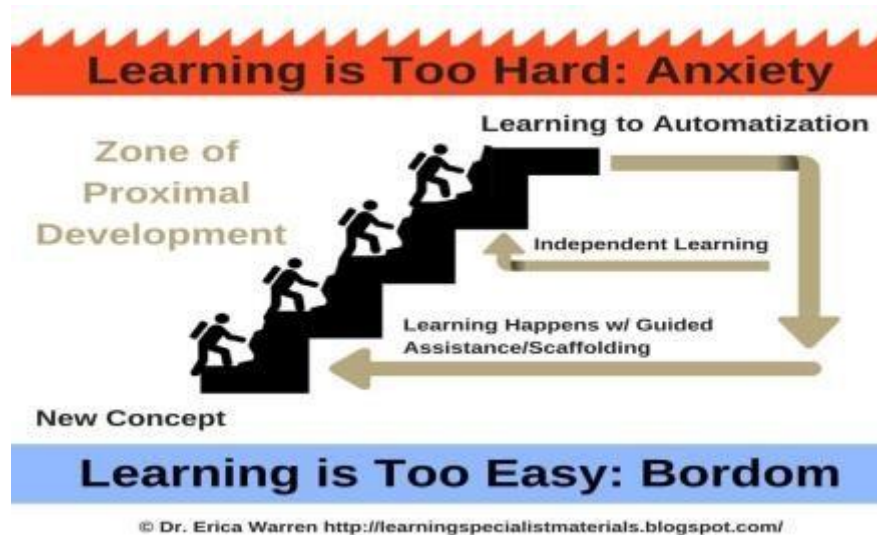 Learning is Too Hard: Anxiety
Learning to Automatization
Zone of
Proximal
Development
Independent Learning
Learning Happens w/ Guided
Assistance/Scaffolding
New Concept
Learning is Too Easy: Bordom
© Dr. Erica Warren http://learningspecialistmaterials.blogspot.com/